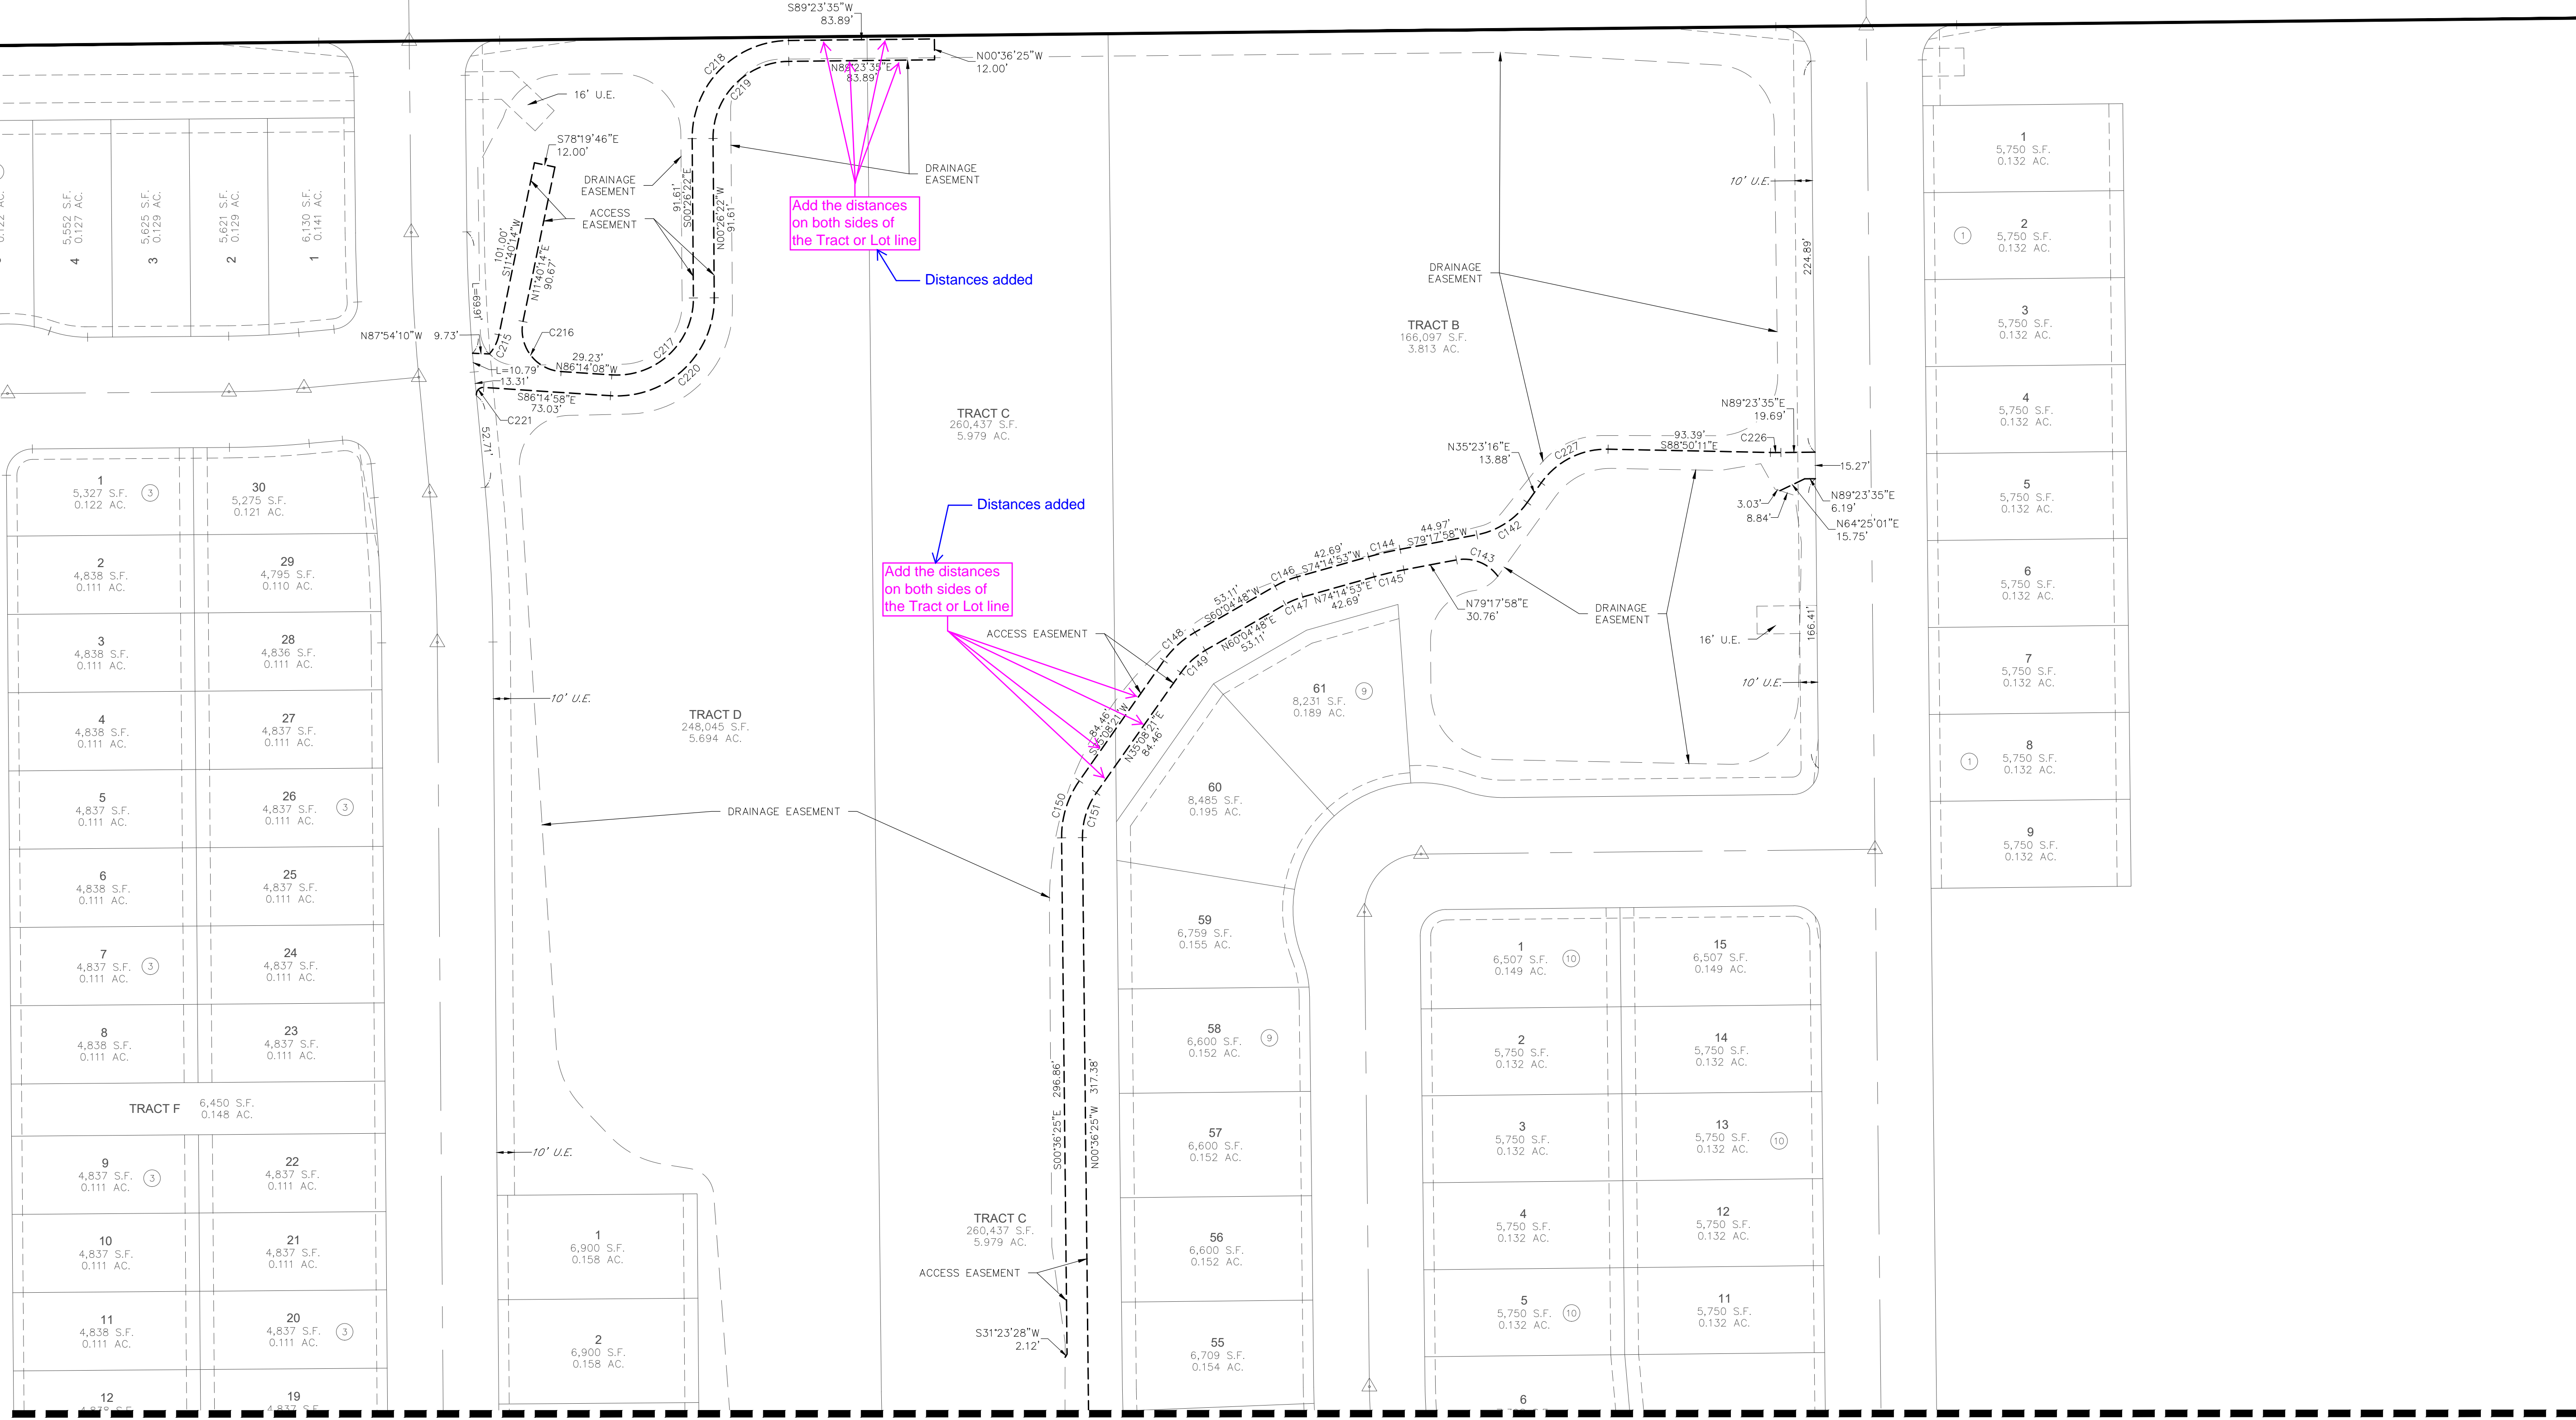 S89°23'35"W
83.89'
N00°36'25"W
12.00'
N89°23'35"E
83.89'
C218
C219
16' U.E.
S78°19'46"E
12.00'
DRAINAGE
EASEMENT
ACCESS
EASEMENT
DRAINAGE
EASEMENT
91.61'
S00°26'22"E
N00°26'22"W
91.61'
101.00'
S11°40'14"W
N11°40'14"E
90.67'
L=69.91'
N87°54'10"W 9.73'
C215
C216
29.23'
N86°14'08"W
C217
C220
L=10.79'
13.31'
S86°14'58"E
73.03'
C221
52.71'
Add the distances
on both sides of
the Tract or Lot line
Distances added
0.122 AC.
4
5,552 S.F.
0.127 AC.
3
5,625 S.F.
0.129 AC.
2
5,621 S.F.
0.129 AC.
1
6,130 S.F.
0.141 AC.
DRAINAGE
EASEMENT
TRACT B
166,097 S.F.
3.813 AC.
10' U.E.
224.89'
1
5,750 S.F.
0.132 AC.
1
2
5,750 S.F.
0.132 AC.
3
5,750 S.F.
0.132 AC.
4
5,750 S.F.
0.132 AC.
5
5,750 S.F.
0.132 AC.
6
5,750 S.F.
0.132 AC.
7
5,750 S.F.
0.132 AC.
1
8
5,750 S.F.
0.132 AC.
9
5,750 S.F.
0.132 AC.
N89°23'35"E
19.69'
93.39'
S88°50'11"E
C226
C227
N35°23'16"E
13.88'
15.27'
N89°23'35"E
6.19'
3.03'
8.84'
N64°25'01"E
15.75'
TRACT C
260,437 S.F.
5.979 AC.
Distances added
Add the distances
on both sides of
the Tract or Lot line
44.97'
S79°17'58"W
C142
C143
C144
42.69'
S74°14'53"W
C145
C146
N74°14'53"E
42.69'
C147
53.11'
S60°04'48"W
N60°04'48"E
53.11'
C148
C149
N79°17'58"E
30.76'
DRAINAGE
EASEMENT
16' U.E.
166.41'
10' U.E.
ACCESS EASEMENT
84.46'
S35°08'21"W
N35°08'21"E
84.46'
C150
C151
DRAINAGE EASEMENT
TRACT D
248,045 S.F.
5.694 AC.
10' U.E.
10' U.E.
61
8,231 S.F.
0.189 AC.
9
60
8,485 S.F.
0.195 AC.
59
6,759 S.F.
0.155 AC.
58
6,600 S.F.
0.152 AC.
9
57
6,600 S.F.
0.152 AC.
56
6,600 S.F.
0.152 AC.
55
6,709 S.F.
0.154 AC.
S00°36'25"E 296.86'
N00°36'25"W 317.38'
TRACT C
260,437 S.F.
5.979 AC.
ACCESS EASEMENT
S31°23'28"W
2.12'
1
5,327 S.F.
0.122 AC.
3
30
5,275 S.F.
0.121 AC.
2
4,838 S.F.
0.111 AC.
29
4,795 S.F.
0.110 AC.
3
4,838 S.F.
0.111 AC.
28
4,836 S.F.
0.111 AC.
4
4,838 S.F.
0.111 AC.
27
4,837 S.F.
0.111 AC.
5
4,837 S.F.
0.111 AC.
26
4,837 S.F.
0.111 AC.
3
6
4,838 S.F.
0.111 AC.
25
4,837 S.F.
0.111 AC.
7
4,837 S.F.
0.111 AC.
3
24
4,837 S.F.
0.111 AC.
8
4,838 S.F.
0.111 AC.
23
4,837 S.F.
0.111 AC.
TRACT F 6,450 S.F.
0.148 AC.
9
4,837 S.F.
0.111 AC.
3
22
4,837 S.F.
0.111 AC.
10
4,837 S.F.
0.111 AC.
21
4,837 S.F.
0.111 AC.
11
4,838 S.F.
0.111 AC.
20
4,837 S.F.
0.111 AC.
3
12
19
1
6,900 S.F.
0.158 AC.
2
6,900 S.F.
0.158 AC.
1
6,507 S.F.
0.149 AC.
10
15
6,507 S.F.
0.149 AC.
2
5,750 S.F.
0.132 AC.
14
5,750 S.F.
0.132 AC.
3
5,750 S.F.
0.132 AC.
13
5,750 S.F.
0.132 AC.
10
4
5,750 S.F.
0.132 AC.
12
5,750 S.F.
0.132 AC.
5
5,750 S.F.
0.132 AC.
10
11
5,750 S.F.
0.132 AC.
6